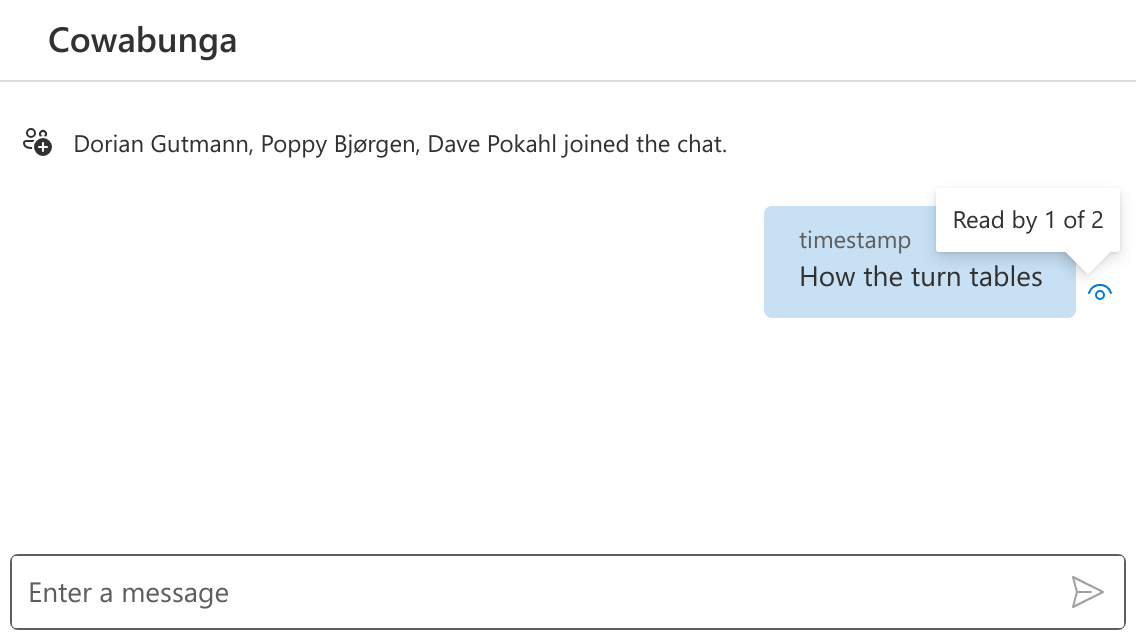 Cowabunga
Dorian Gutmann, Poppy Bjørgen, Dave Pokahl joined the chat.
Read by 1 of 2
timestamp
How the turn tables
Enter a message